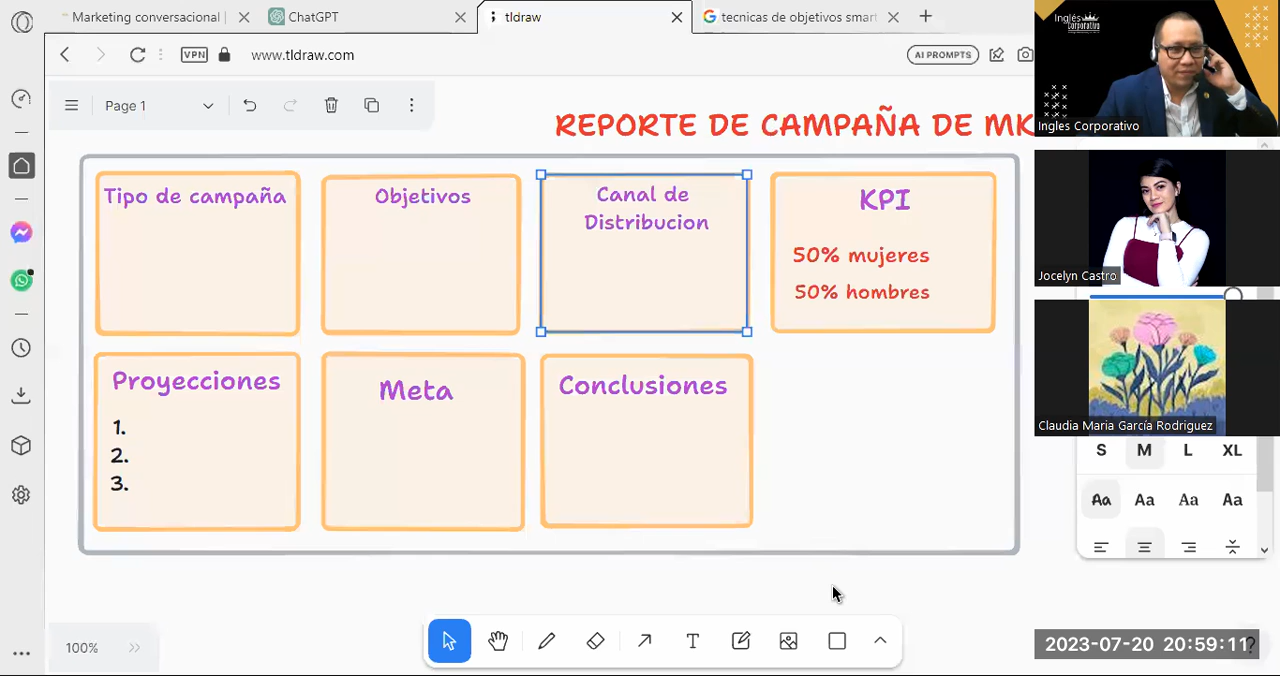 Marketing conversacional
ChatGPT
tldraw
tecnicas de objetivos smart
VPN
www.tldraw.com
AI PROMPTS
Page 1
REPORTE DE CAMPAÑA DE MK
Tipo de campaña
Objetivos
Canal de
Distribucion
KPI
50% mujeres
50% hombres
Proyecciones
1.
2.
3.
Meta
Conclusiones
100%
Inglés
Corporativo
Ingles Corporativo
Jocelyn Castro
Claudia Maria García Rodriguez
S M L XL
Aa Aa Aa Aa
2023-07-20 20:59:11